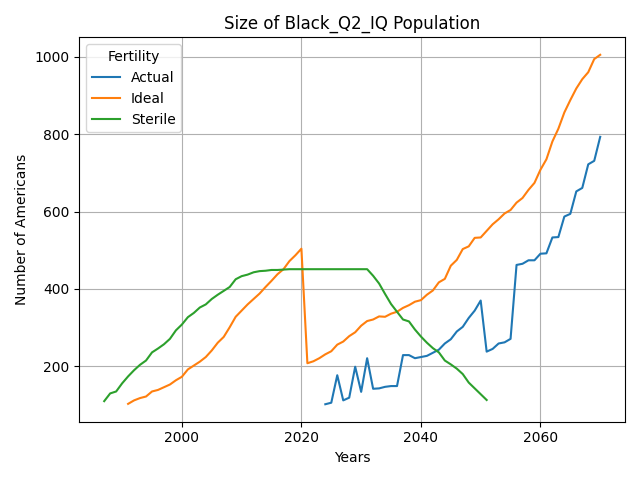 Size of Black_Q2_IQ Population
Fertility
Actual
Ideal
Sterile
Number of Americans
1000
800
600
400
200
2000
2020
2040
2060
Years